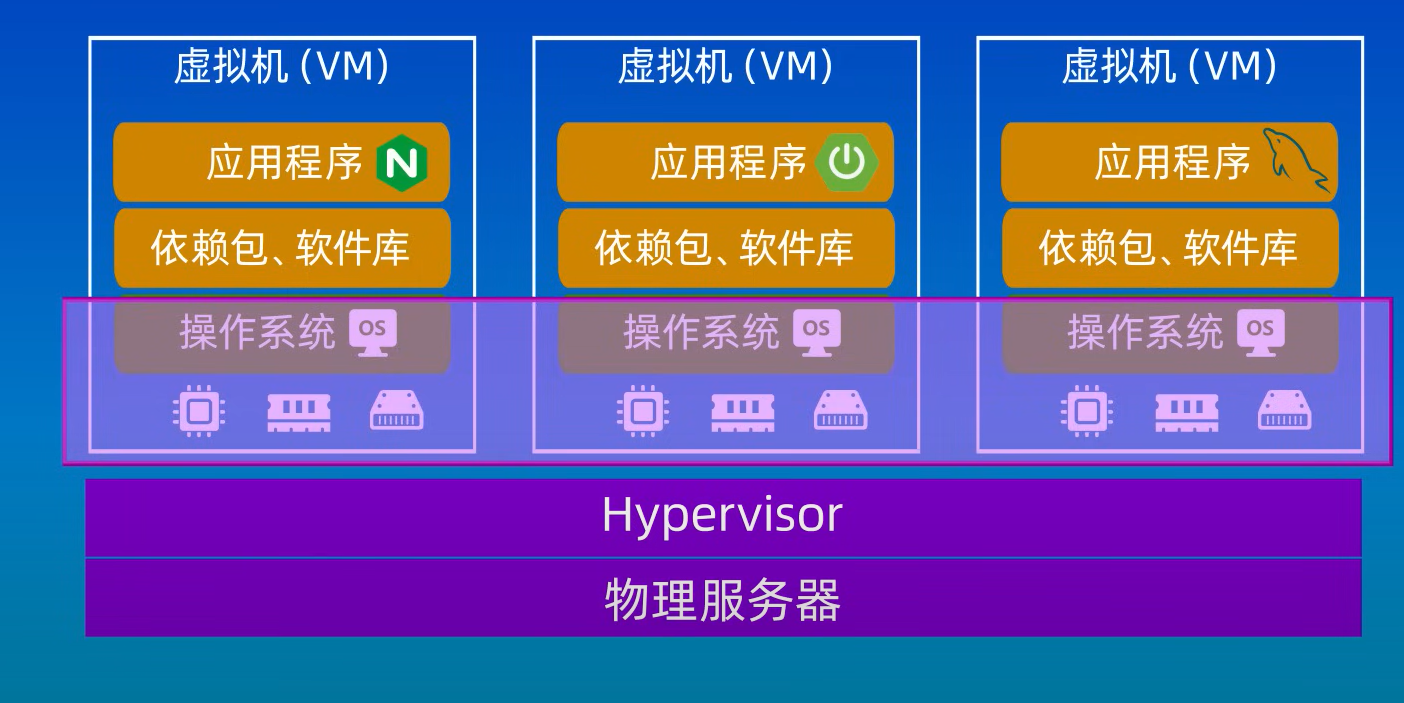 虚拟机 (VM)
应用程序 N
依赖包、软件库
操作系统 OS
虚拟机 (VM)
应用程序
依赖包、软件库
操作系统 OS
虚拟机 (VM)
应用程序
依赖包、软件库
操作系统 OS
Hypervisor
物理服务器